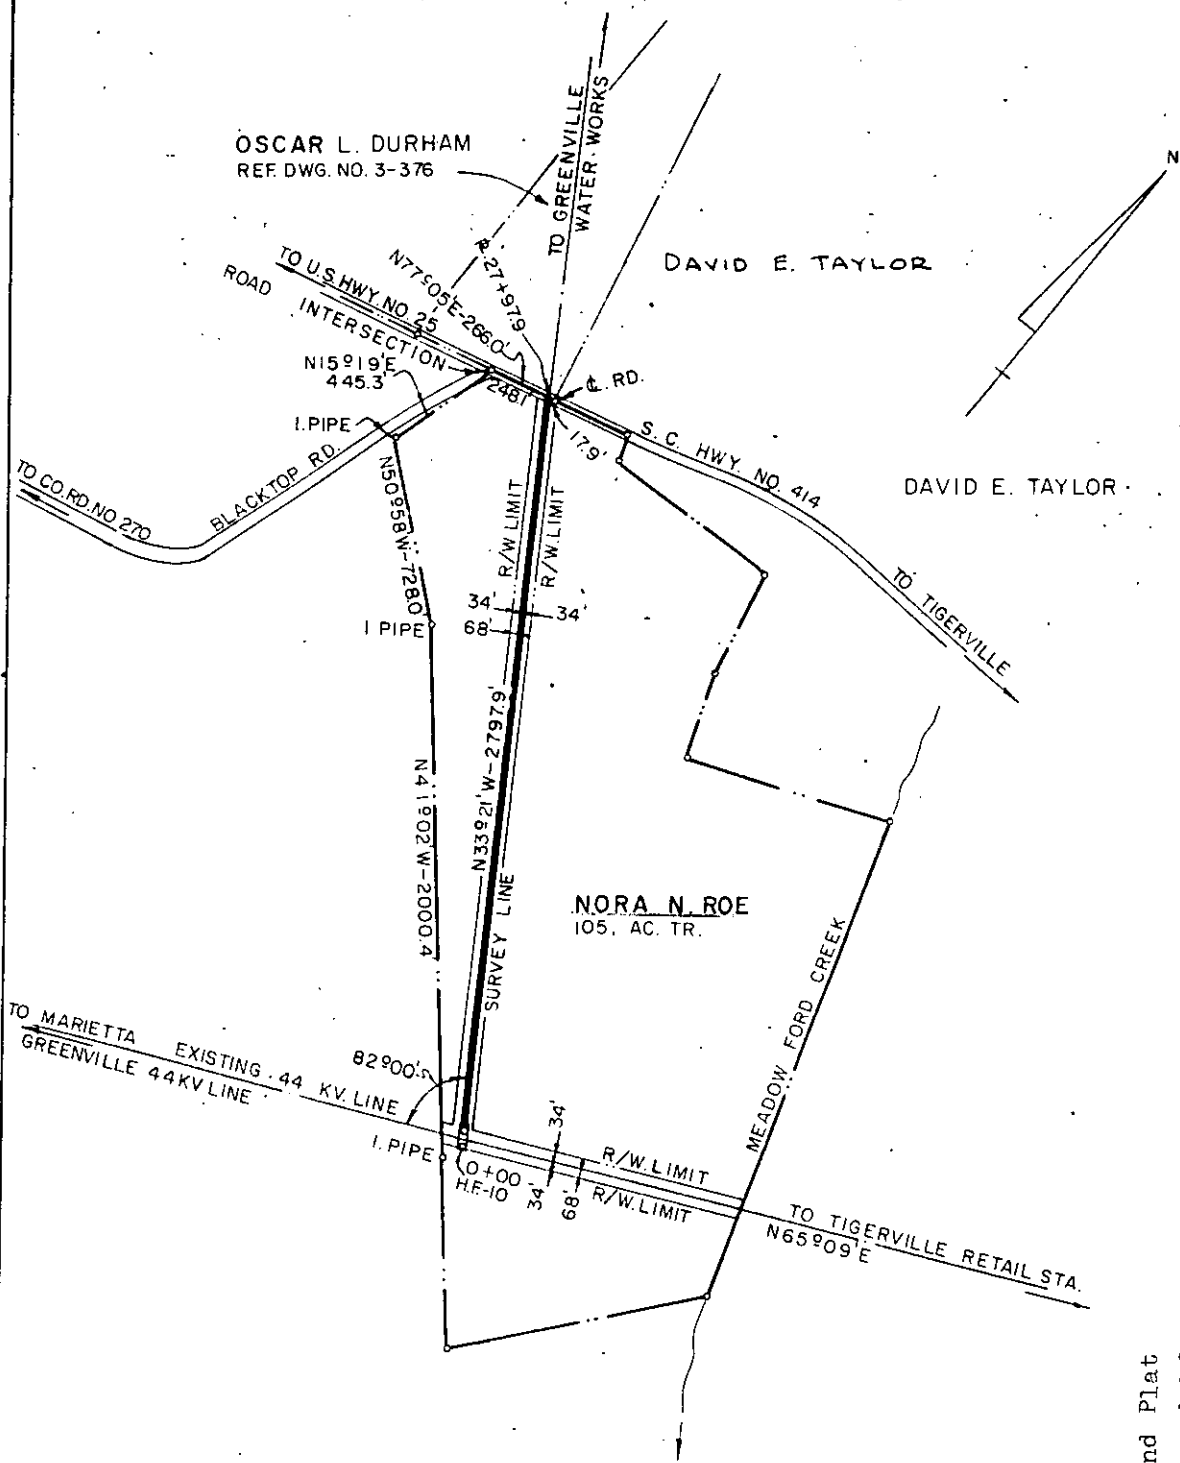 OSCAR L. DURHAM
REF. DWG. NO. 3-376
TO GREENVILLE
WATER WORKS
N
DAVID E. TAYLOR
TO U.S. HWY. NO. 25
ROAD INTERSECTION
N77°05'E-266.0'
27+97.9
N15°19'E
445.3'
248.1'
℄ RD.
17.9'
I. PIPE
S. C. HWY. NO. 414
DAVID E. TAYLOR
TO CO. RD. NO 270
BLACKTOP RD.
N50°58'W-728.0'
R/W LIMIT
R/W. LIMIT
TO TIGERVILLE
34'
34'
68'
I PIPE
N33°21'W-2797.9'
N41°02'W-2000.4
SURVEY LINE
NORA N. ROE
105, AC. TR.
MEADOW FORD CREEK
TO MARIETTA
EXISTING 44 KV. LINE
GREENVILLE 44KV LINE
82°00'
I. PIPE
0+00
H.F.-10
34'
34'
68'
R/W. LIMIT
R/W. LIMIT
TO TIGERVILLE RETAIL STA.
N65°09'E
nd Plat